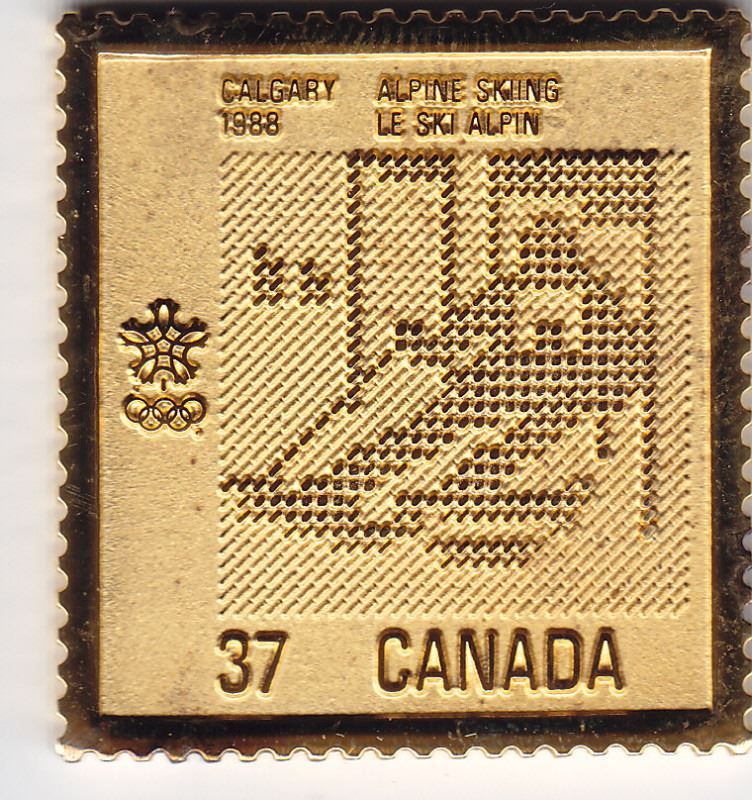 CALGARY ALPINE SKIING
1988 LE SKI ALPIN
37 CANADA